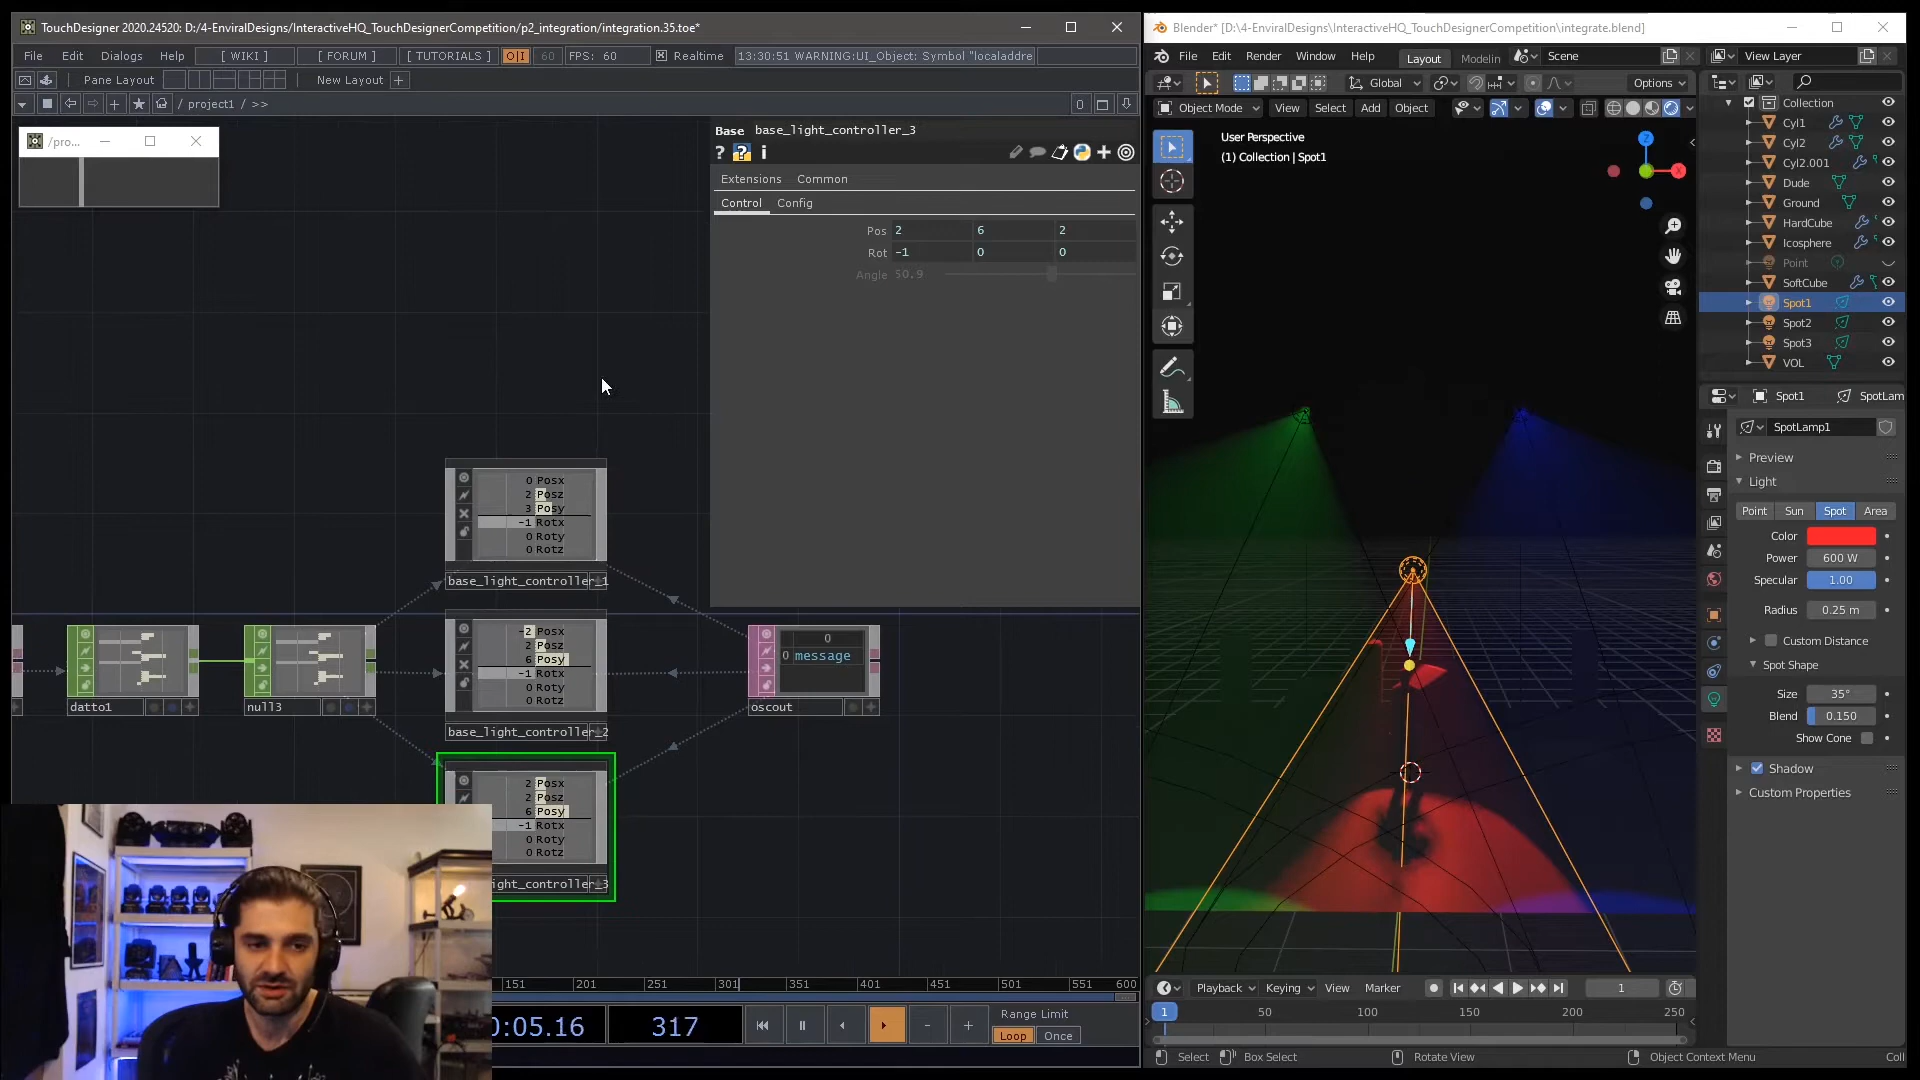 TouchDesigner 2020.24520: D:/4-EnviralDesigns/InteractiveHQ_TouchDesignerCompetition/p2_integration/integration.35.toe*
File Edit Dialogs Help [ WIKI ] [ FORUM ] [ TUTORIALS ] O|I 60 FPS: 60 Realtime 13:30:51 WARNING:UI_Object: Symbol "localaddre
Pane Layout New Layout +
/ project1 / >> 0
/pro...
Base base_light_controller_3
? ? i
Extensions Common
Control Config
Pos 2 6 2
Rot -1 0 0
Angle 50.9
0 Posx
2 Posz
3 Posy
-1 Rotx
0 Roty
0 Rotz
base_light_controller_1
-2 Posx
2 Posz
6 Posy
-1 Rotx
0 Roty
0 Rotz
base_light_controller_2
2 Posx
2 Posz
6 Posy
-1 Rotx
0 Roty
0 Rotz
ight_controller_3
datto1
null3
0
0 message
oscout
151 201 251 301 351 401 451 501 551 600
0:05.16 317
Range Limit
Loop Once
Blender* [D:\4-EnviralDesigns\InteractiveHQ_TouchDesignerCompetition\integrate.blend]
File Edit Render Window Help Layout Modelin Scene View Layer
Global Options
Object Mode View Select Add Object
User Perspective
(1) Collection | Spot1
Z
X
Collection
Cyl1
Cyl2
Cyl2.001
Dude
Ground
HardCube
Icosphere
Point
SoftCube
Spot1
Spot2
Spot3
VOL
Spot1 SpotLam
SpotLamp1
Preview
Light
Point Sun Spot Area
Color
Power 600 W
Specular 1.00
Radius 0.25 m
Custom Distance
Spot Shape
Size 35°
Blend 0.150
Show Cone
Shadow
Custom Properties
Playback Keying View Marker 1
1 50 100 150 200 250
Select Box Select Rotate View Object Context Menu Coll